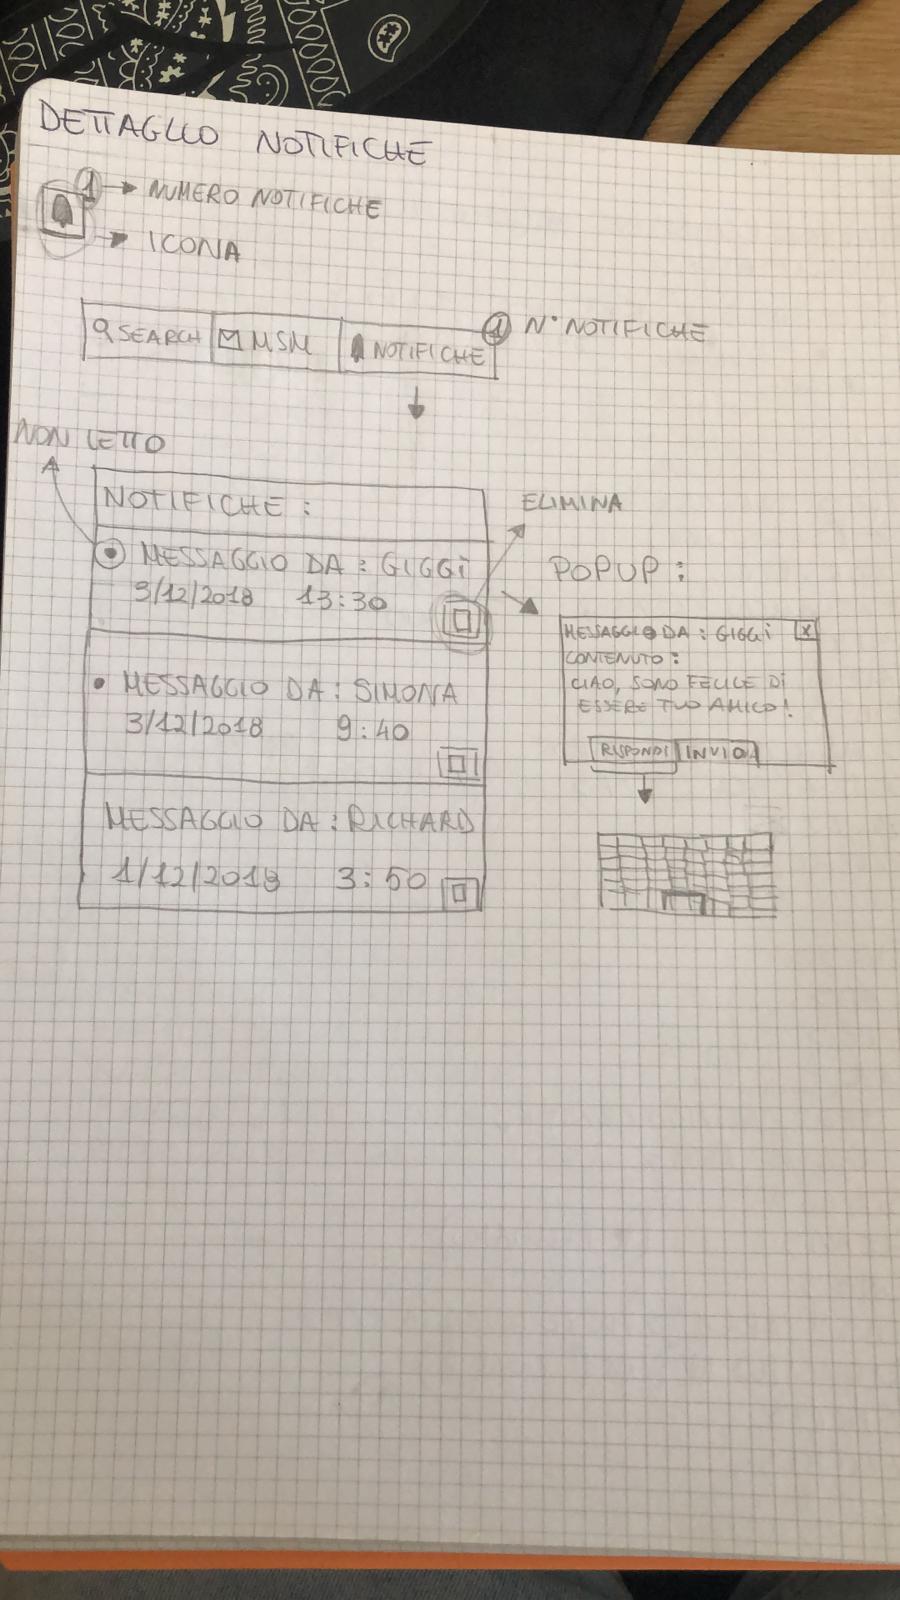 DETTAGLIO NOTIFICHE
1 → NUMERO NOTIFICHE
→ ICONA
SEARCH MSM NOTIFICHE 1 N° NOTIFICHE
NON LETTO
NOTIFICHE :
ELIMINA
MESSAGGIO DA : GIGGI
3/12/2018 13:30
MESSAGGIO DA : SIMONA
3/12/2018 9:40
MESSAGGIO DA : RICHARD
1/12/2018 3:50
POPUP :
MESSAGGIO DA : GIGGI X
CONTENUTO :
CIAO, SONO FELICE DI
ESSERE TUO AMICO!
RISPONDI INVIA